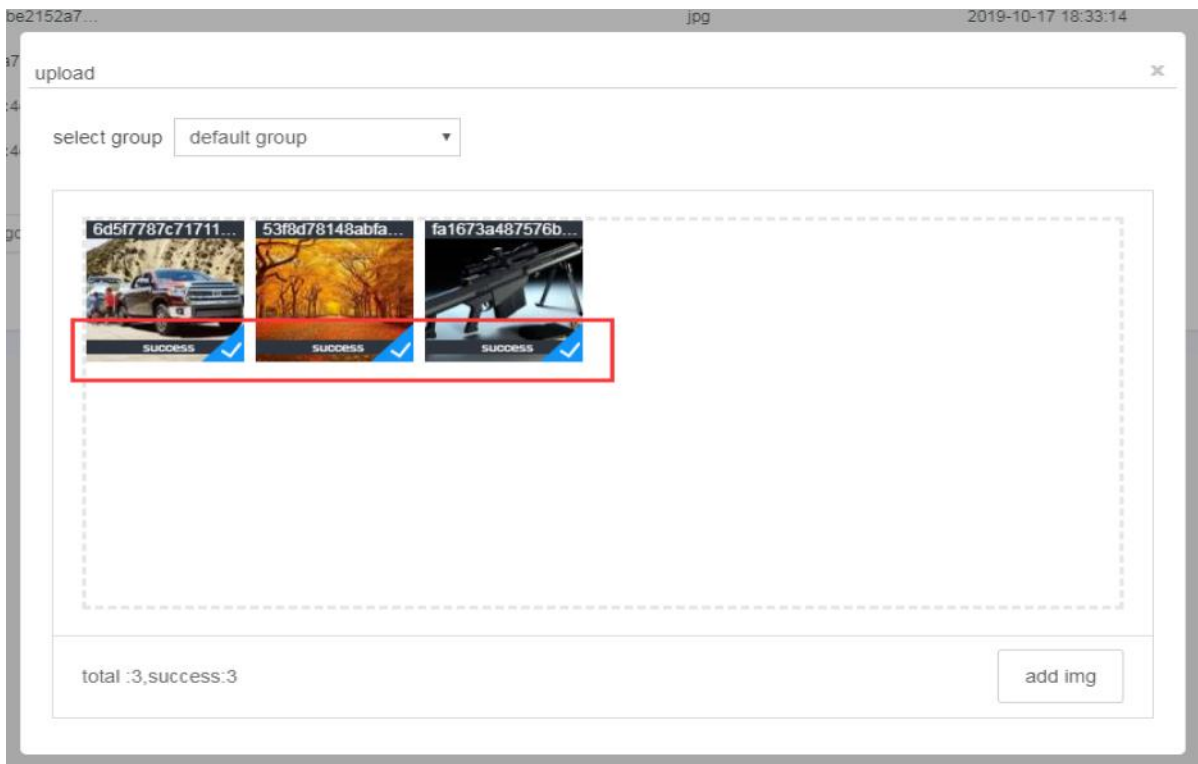 be2152a7... jpg 2019-10-17 18:33:14
upload
select group default group
6d5f7787c71711... 53f8d78148abfa... fa1673a487576b...
success success success
total :3,success:3 add img